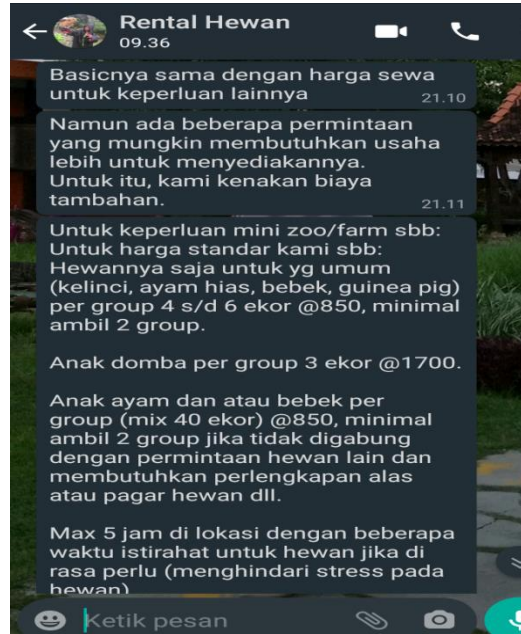 Rental Hewan
09.36
Basicnya sama dengan harga sewa
untuk keperluan lainnya
21.10
Namun ada beberapa permintaan
yang mungkin membutuhkan usaha
lebih untuk menyediakannya.
Untuk itu, kami kenakan biaya
tambahan.
21.11
Untuk keperluan mini zoo/farm sbb:
Untuk harga standar kami sbb:
Hewannya saja untuk yg umum
(kelinci, ayam hias, bebek, guinea pig)
per group 4 s/d 6 ekor @850, minimal
ambil 2 group.
Anak domba per group 3 ekor @1700.
Anak ayam dan atau bebek per
group (mix 40 ekor) @850, minimal
ambil 2 group jika tidak digabung
dengan permintaan hewan lain dan
membutuhkan perlengkapan alas
atau pagar hewan dll.
Max 5 jam di lokasi dengan beberapa
waktu istirahat untuk hewan jika di
rasa perlu (menghindari stress pada
hewan)
Ketik pesan